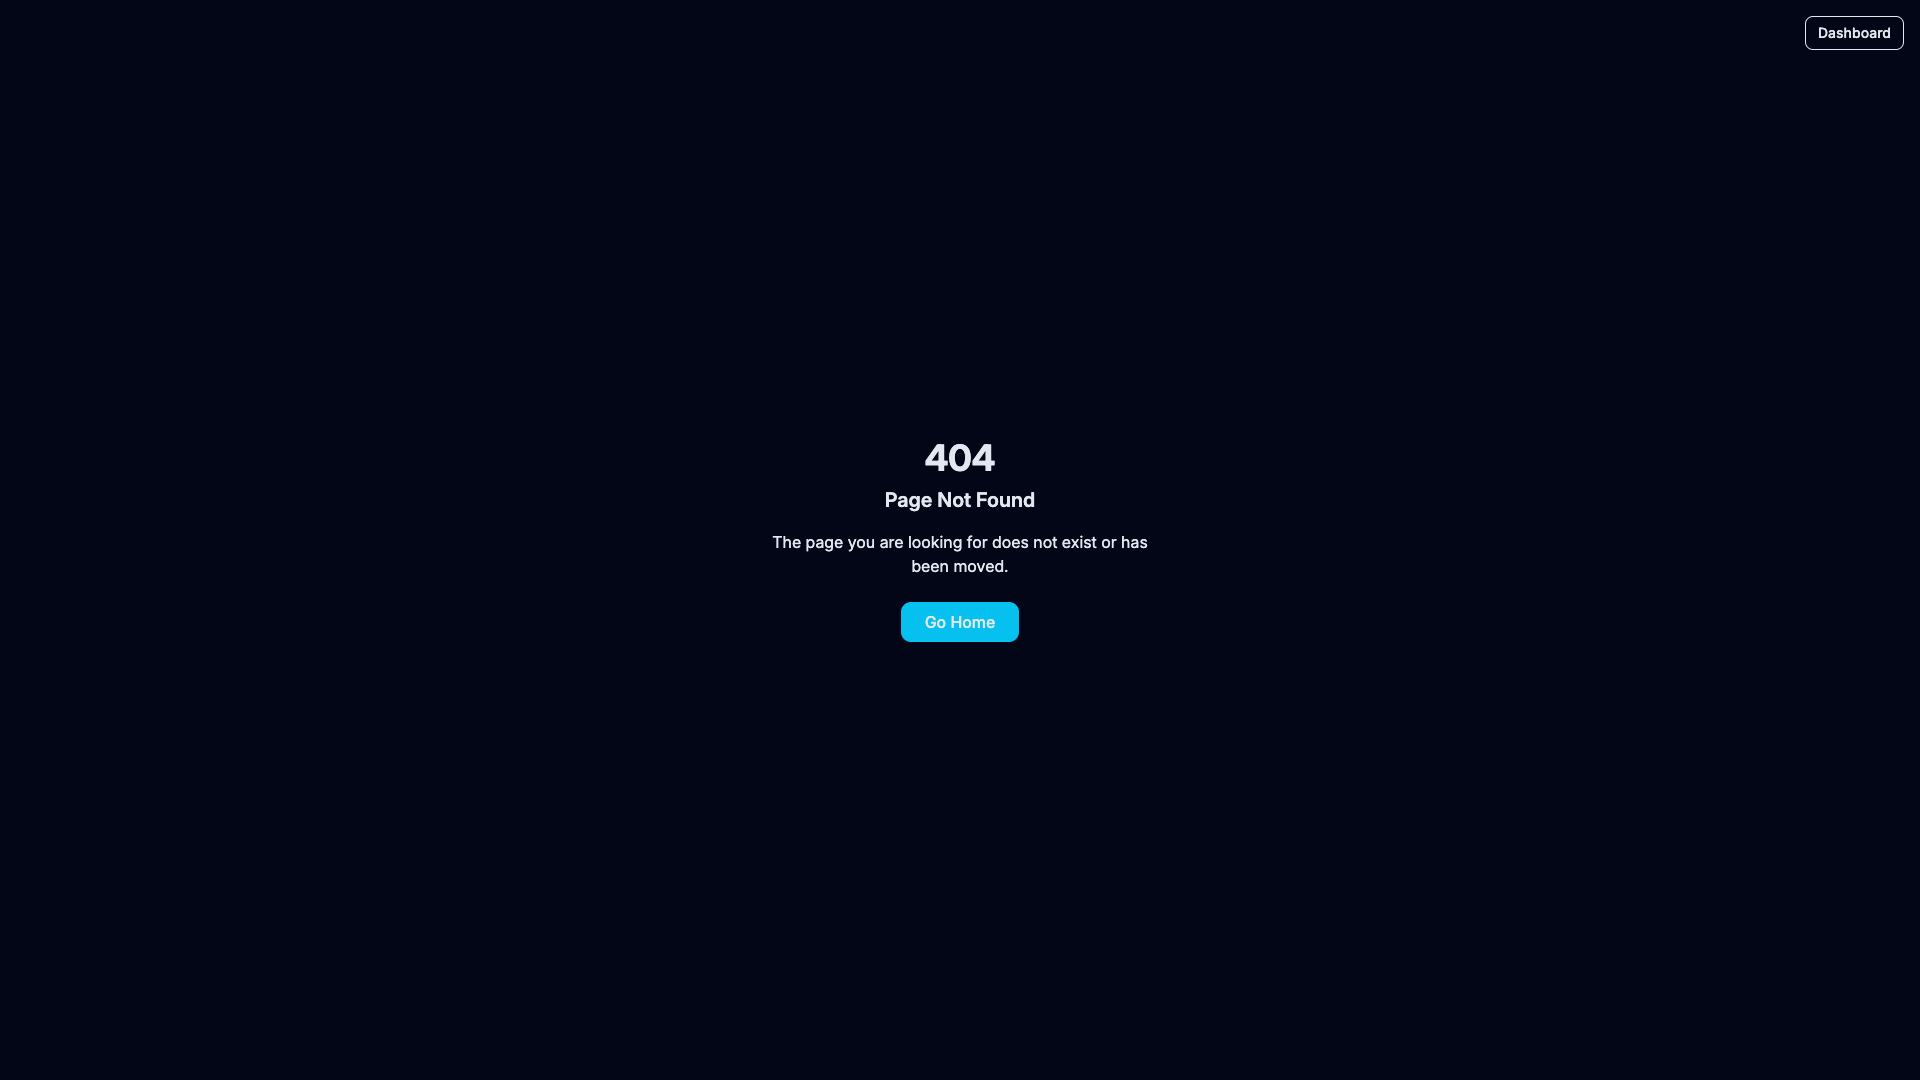 Dashboard
404
Page Not Found
The page you are looking for does not exist or has
been moved.
Go Home